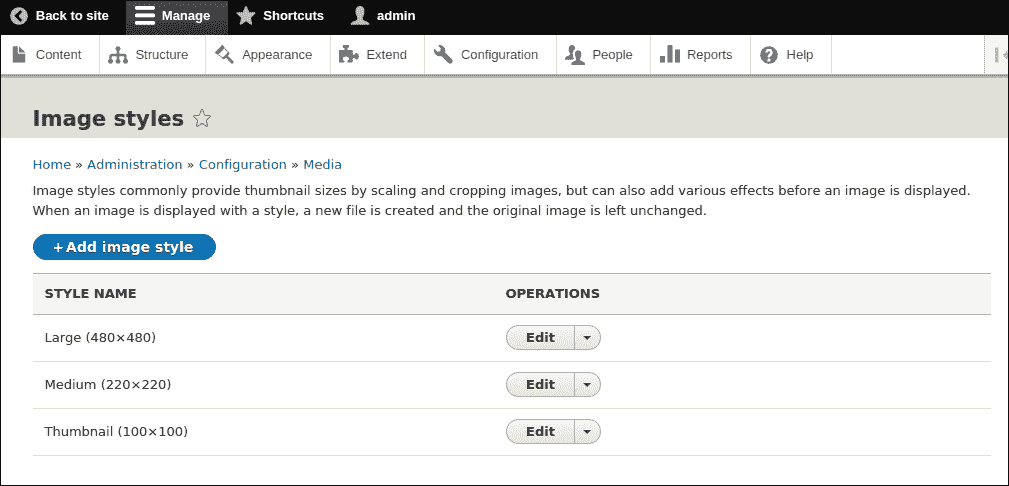 Back to site Manage Shortcuts admin
Content Structure Appearance Extend Configuration People Reports Help
Image styles
Home » Administration » Configuration » Media
Image styles commonly provide thumbnail sizes by scaling and cropping images, but can also add various effects before an image is displayed.
When an image is displayed with a style, a new file is created and the original image is left unchanged.
+ Add image style
STYLE NAME OPERATIONS
Large (480×480) Edit
Medium (220×220) Edit
Thumbnail (100×100) Edit